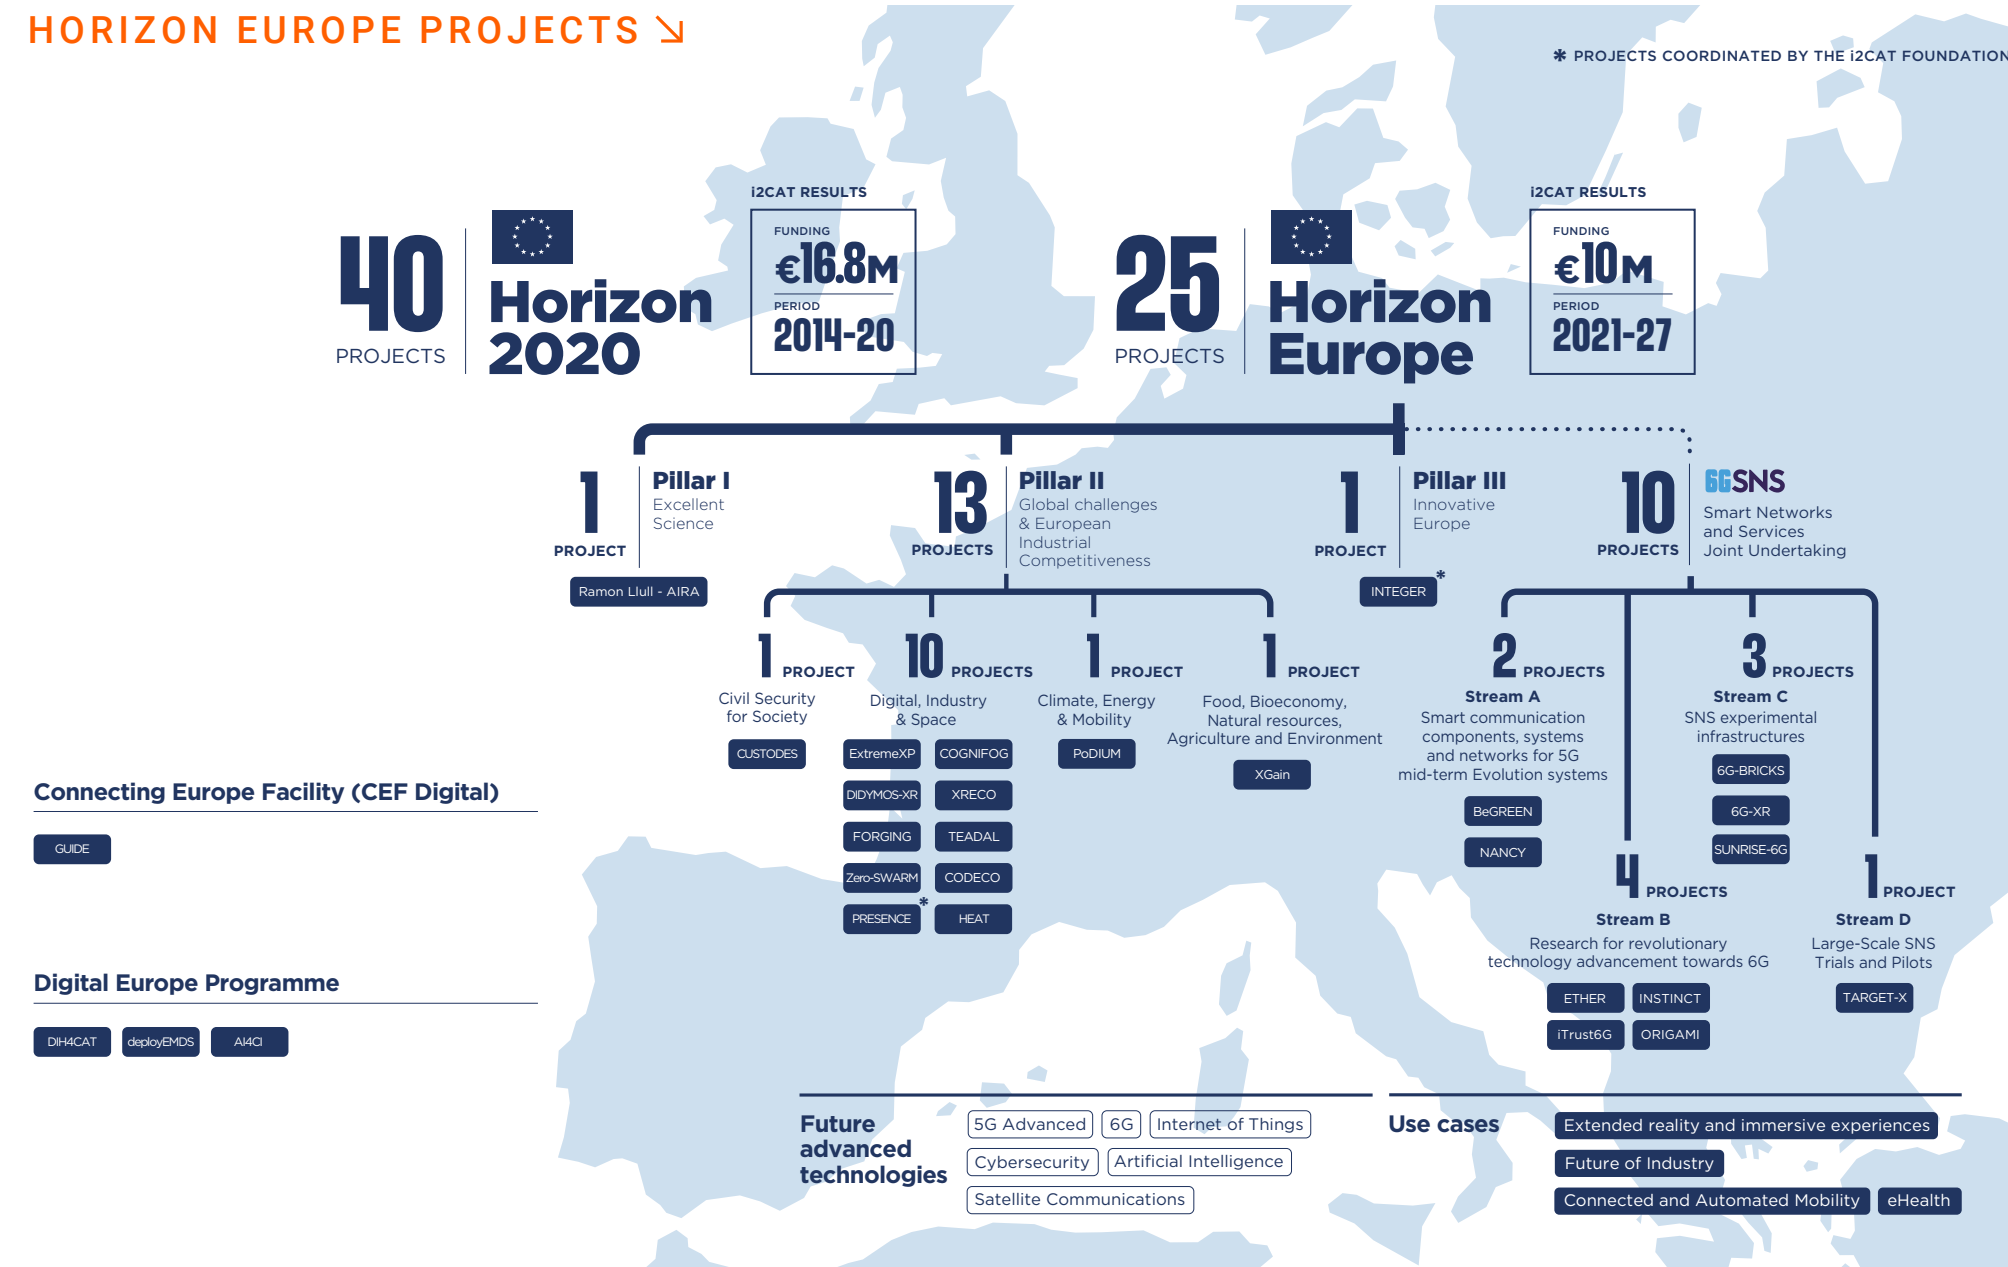 HORIZON EUROPE PROJECTS
* PROJECTS COORDINATED BY THE i2CAT FOUNDATION
40
PROJECTS
Horizon
2020
i2CAT RESULTS
FUNDING
€16.8M
PERIOD
2014-20
25
PROJECTS
Horizon
Europe
i2CAT RESULTS
FUNDING
€10M
PERIOD
2021-27
1
PROJECT
Pillar I
Excellent
Science
Ramon Llull - AIRA
13
PROJECTS
Pillar II
Global challenges
& European
Industrial
Competitiveness
1
PROJECT
Pillar III
Innovative
Europe
INTEGER *
10
PROJECTS
6GSNS
Smart Networks
and Services
Joint Undertaking
1 PROJECT
Civil Security
for Society
CUSTODES
10 PROJECTS
Digital, Industry
& Space
ExtremeXP COGNIFOG
DIDYMOS-XR XRECO
FORGING TEADAL
Zero-SWARM CODECO
PRESENCE * HEAT
1 PROJECT
Climate, Energy
& Mobility
PoDIUM
1 PROJECT
Food, Bioeconomy,
Natural resources,
Agriculture and Environment
XGain
2 PROJECTS
Stream A
Smart communication
components, systems
and networks for 5G
mid-term Evolution systems
BeGREEN
NANCY
4 PROJECTS
Stream B
Research for revolutionary
technology advancement towards 6G
ETHER INSTINCT
iTrust6G ORIGAMI
3 PROJECTS
Stream C
SNS experimental
infrastructures
6G-BRICKS
6G-XR
SUNRISE-6G
1 PROJECT
Stream D
Large-Scale SNS
Trials and Pilots
TARGET-X
Connecting Europe Facility (CEF Digital)
GUIDE
Digital Europe Programme
DIH4CAT deployEMDS AI4CI
Future
advanced
technologies
5G Advanced 6G Internet of Things
Cybersecurity Artificial Intelligence
Satellite Communications
Use cases
Extended reality and immersive experiences
Future of Industry
Connected and Automated Mobility eHealth